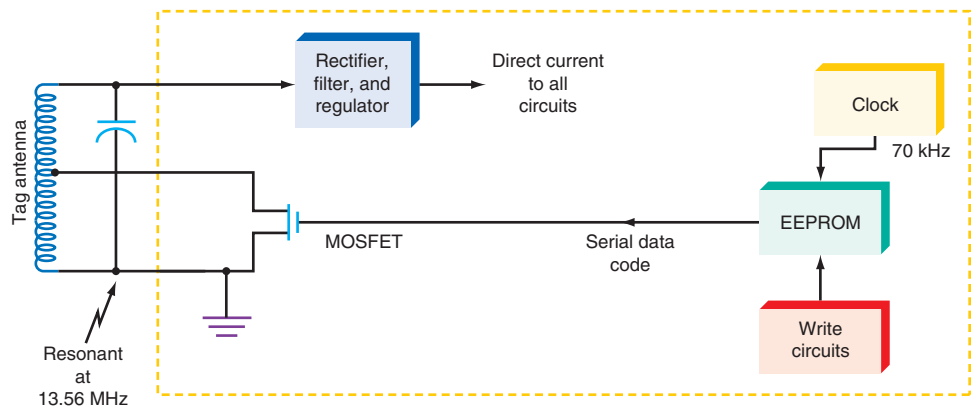 Tag antenna
Rectifier,
filter, and
regulator
Direct current
to all
circuits
Clock
70 kHz
EEPROM
MOSFET
Serial data
code
Write
circuits
Resonant
at
13.56 MHz